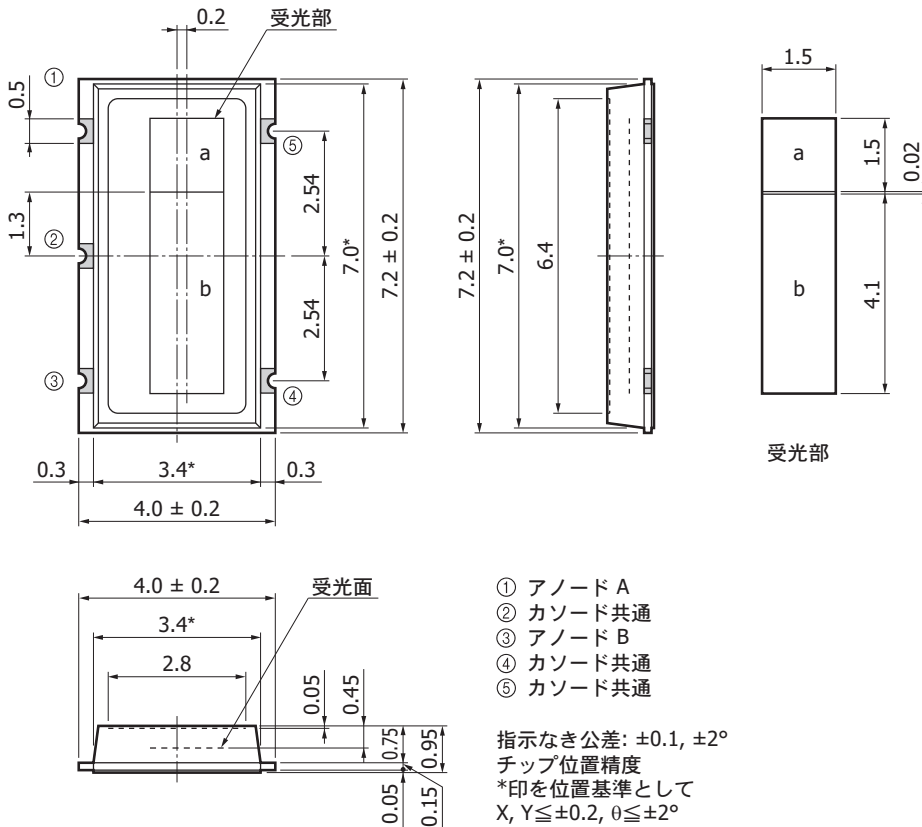 0.2
受光部
①
0.5
a
⑤
2.54
1.3
②
7.0*
7.2 ± 0.2
b
2.54
③
④
0.3
3.4*
0.3
4.0 ± 0.2
7.2 ± 0.2
7.0*
6.4
1.5
a
1.5
0.02
b
4.1
受光部
4.0 ± 0.2
受光面
3.4*
2.8
0.05
0.45
0.75
0.95
0.05
0.15
① アノード A
② カソード共通
③ アノード B
④ カソード共通
⑤ カソード共通
指示なき公差: ±0.1, ±2°
チップ位置精度
*印を位置基準として
X, Y≦±0.2, θ≦±2°